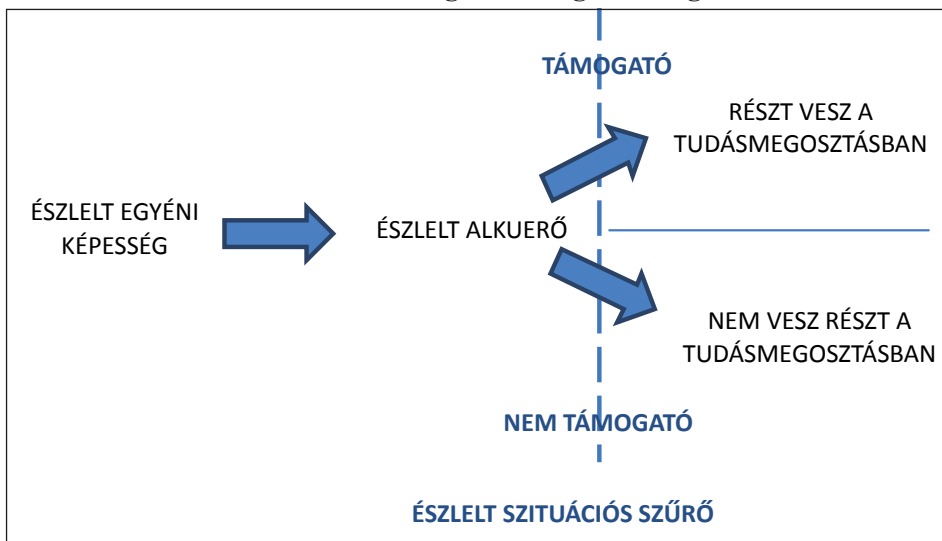 TÁMOGATÓ
RÉSZT VESZ A
TUDÁSMEGOSZTÁSBAN
ÉSZLELT EGYÉNI
KÉPESSÉG
ÉSZLELT ALKUERŐ
NEM VESZ RÉSZT A
TUDÁSMEGOSZTÁSBAN
NEM TÁMOGATÓ
ÉSZLELT SZITUÁCIÓS SZŰRŐ